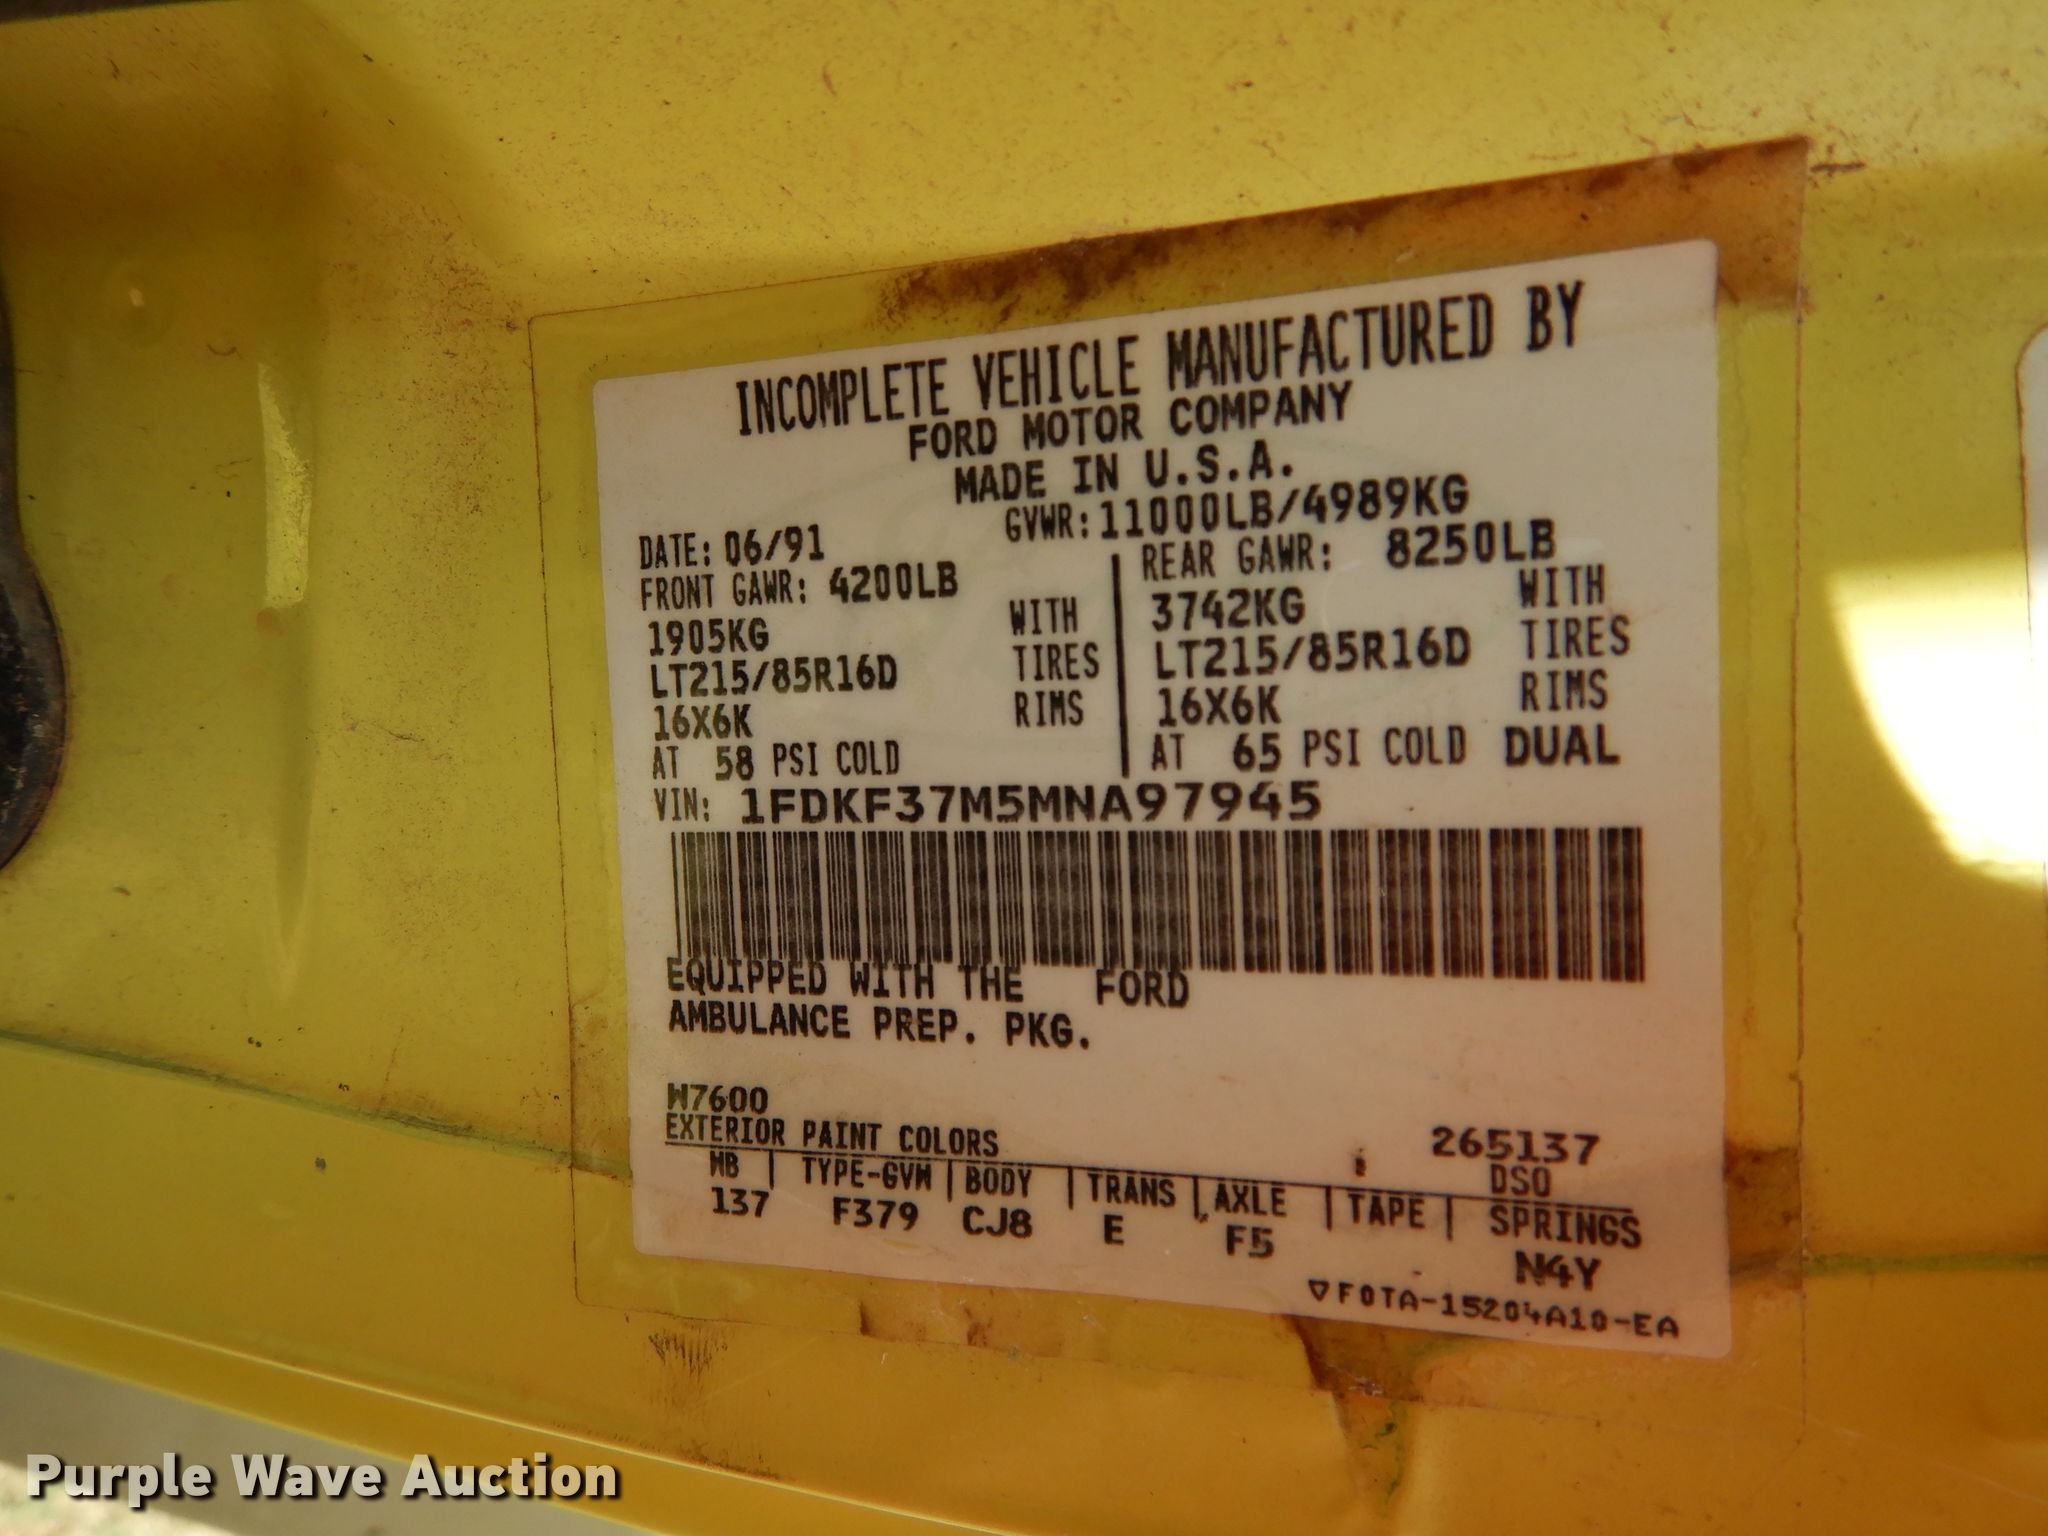 INCOMPLETE VEHICLE MANUFACTURED BY
FORD MOTOR COMPANY
MADE IN U.S.A.
DATE: 06/91 GVWR: 11000LB/4989KG
FRONT GAWR: 4200LB REAR GAWR: 8250LB
1905KG WITH 3742KG WITH
LT215/85R16D TIRES LT215/85R16D TIRES
16X6K RIMS 16X6K RIMS
AT 58 PSI COLD AT 65 PSI COLD DUAL
VIN: 1FDKF37M5MNA97945
EQUIPPED WITH THE FORD
AMBULANCE PREP. PKG.
W7600
EXTERIOR PAINT COLORS 265137
DSO
WB | TYPE-GVW | BODY | TRANS | AXLE | TAPE | SPRINGS
137 F379 CJ8 E F5 N4Y
▽F0TA-15204A10-EA
Purple Wave Auction